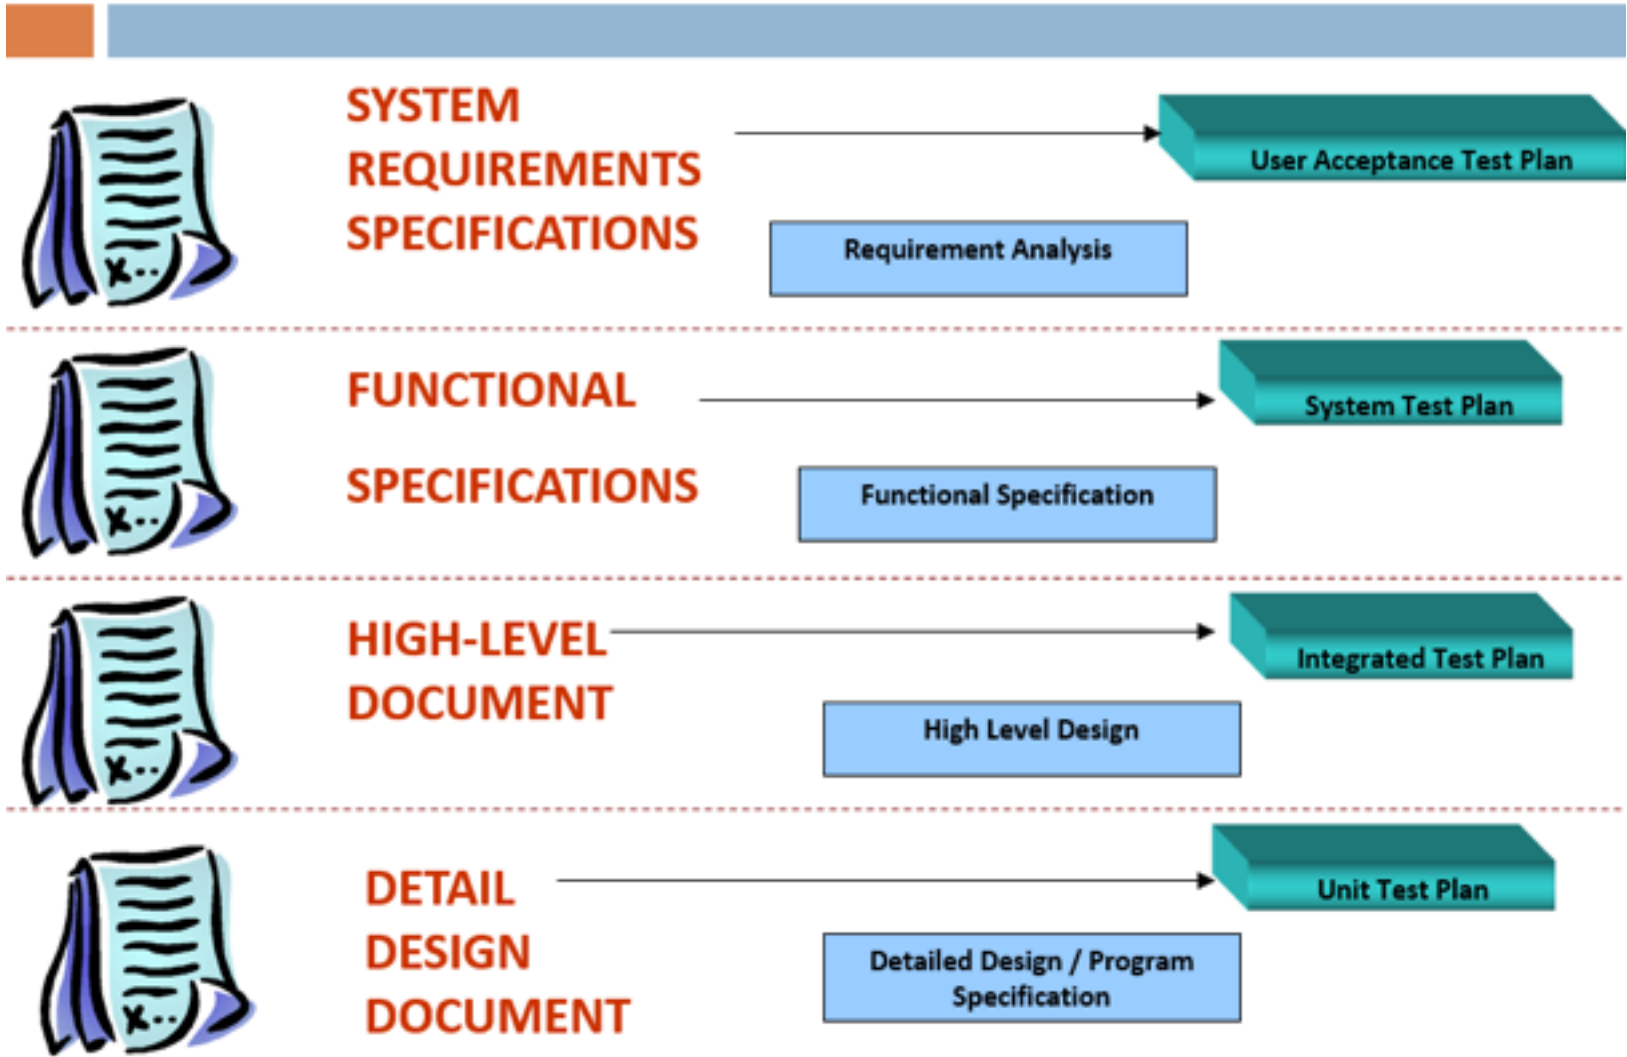 SYSTEM
REQUIREMENTS
SPECIFICATIONS
User Acceptance Test Plan
Requirement Analysis
FUNCTIONAL
SPECIFICATIONS
System Test Plan
Functional Specification
HIGH-LEVEL
DOCUMENT
Integrated Test Plan
High Level Design
DETAIL
DESIGN
DOCUMENT
Unit Test Plan
Detailed Design / Program
Specification